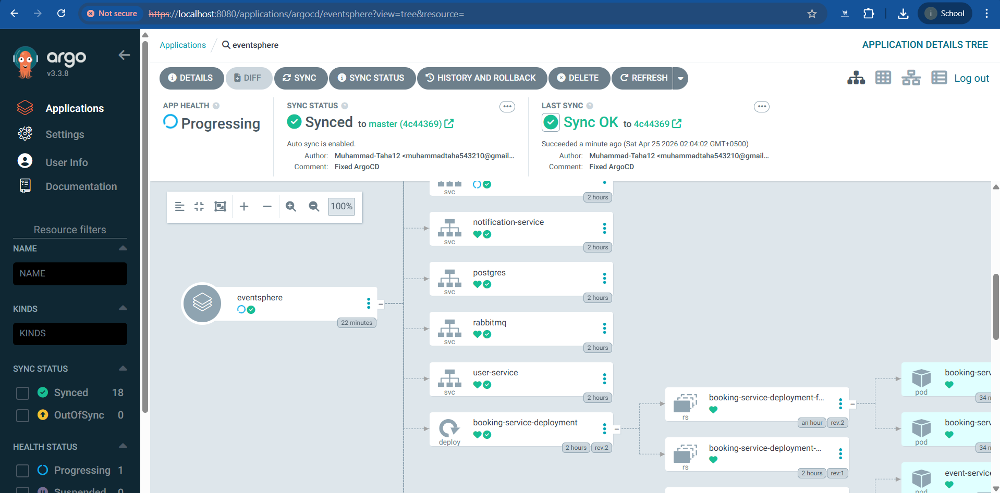 Not secure
https://localhost:8080/applications/argocd/eventsphere?view=tree&resource=
i School
argo
v3.3.8
Applications
Settings
User Info
Documentation
Resource filters
NAME
NAME
KINDS
KINDS
SYNC STATUS
Synced 18
OutOfSync 0
HEALTH STATUS
Progressing 1
Suspended 0
Applications / eventsphere
APPLICATION DETAILS TREE
DETAILS DIFF SYNC SYNC STATUS HISTORY AND ROLLBACK DELETE REFRESH
Log out
APP HEALTH
Progressing
SYNC STATUS
Synced to master (4c44369)
Auto sync is enabled.
Author: Muhammad-Taha12 <muhammadtaha543210@gmail...
Comment: Fixed ArgoCD
LAST SYNC
Sync OK to 4c44369
Succeeded a minute ago (Sat Apr 25 2026 02:04:02 GMT+0500)
Author: Muhammad-Taha12 <muhammadtaha543210@gmail...
Comment: Fixed ArgoCD
100%
eventsphere
22 minutes
svc
2 hours
notification-service
svc
2 hours
postgres
svc
2 hours
rabbitmq
svc
2 hours
user-service
svc
2 hours
booking-service-deployment
deploy
2 hours rev:2
booking-service-deployment-f...
rs
an hour rev:2
booking-service-deployment-...
rs
2 hours rev:1
booking-serv
pod
34 m
booking-serv
pod
34 m
event-service
pod